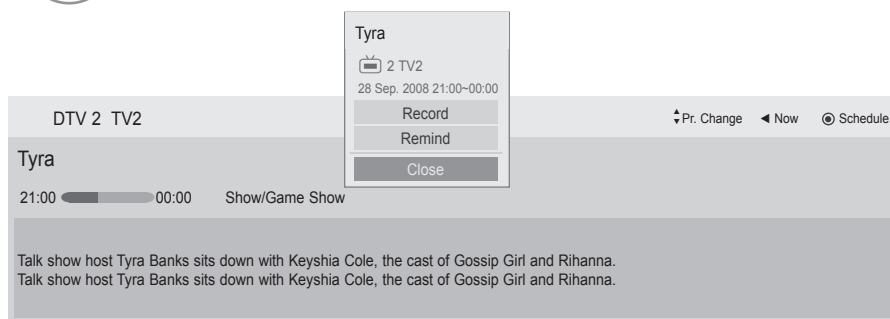 Tyra
2 TV2
28 Sep. 2008 21:00~00:00
Record
Remind
Close
DTV 2 TV2
Pr. Change Now Schedule
Tyra
21:00 00:00 Show/Game Show
Talk show host Tyra Banks sits down with Keyshia Cole, the cast of Gossip Girl and Rihanna.
Talk show host Tyra Banks sits down with Keyshia Cole, the cast of Gossip Girl and Rihanna.